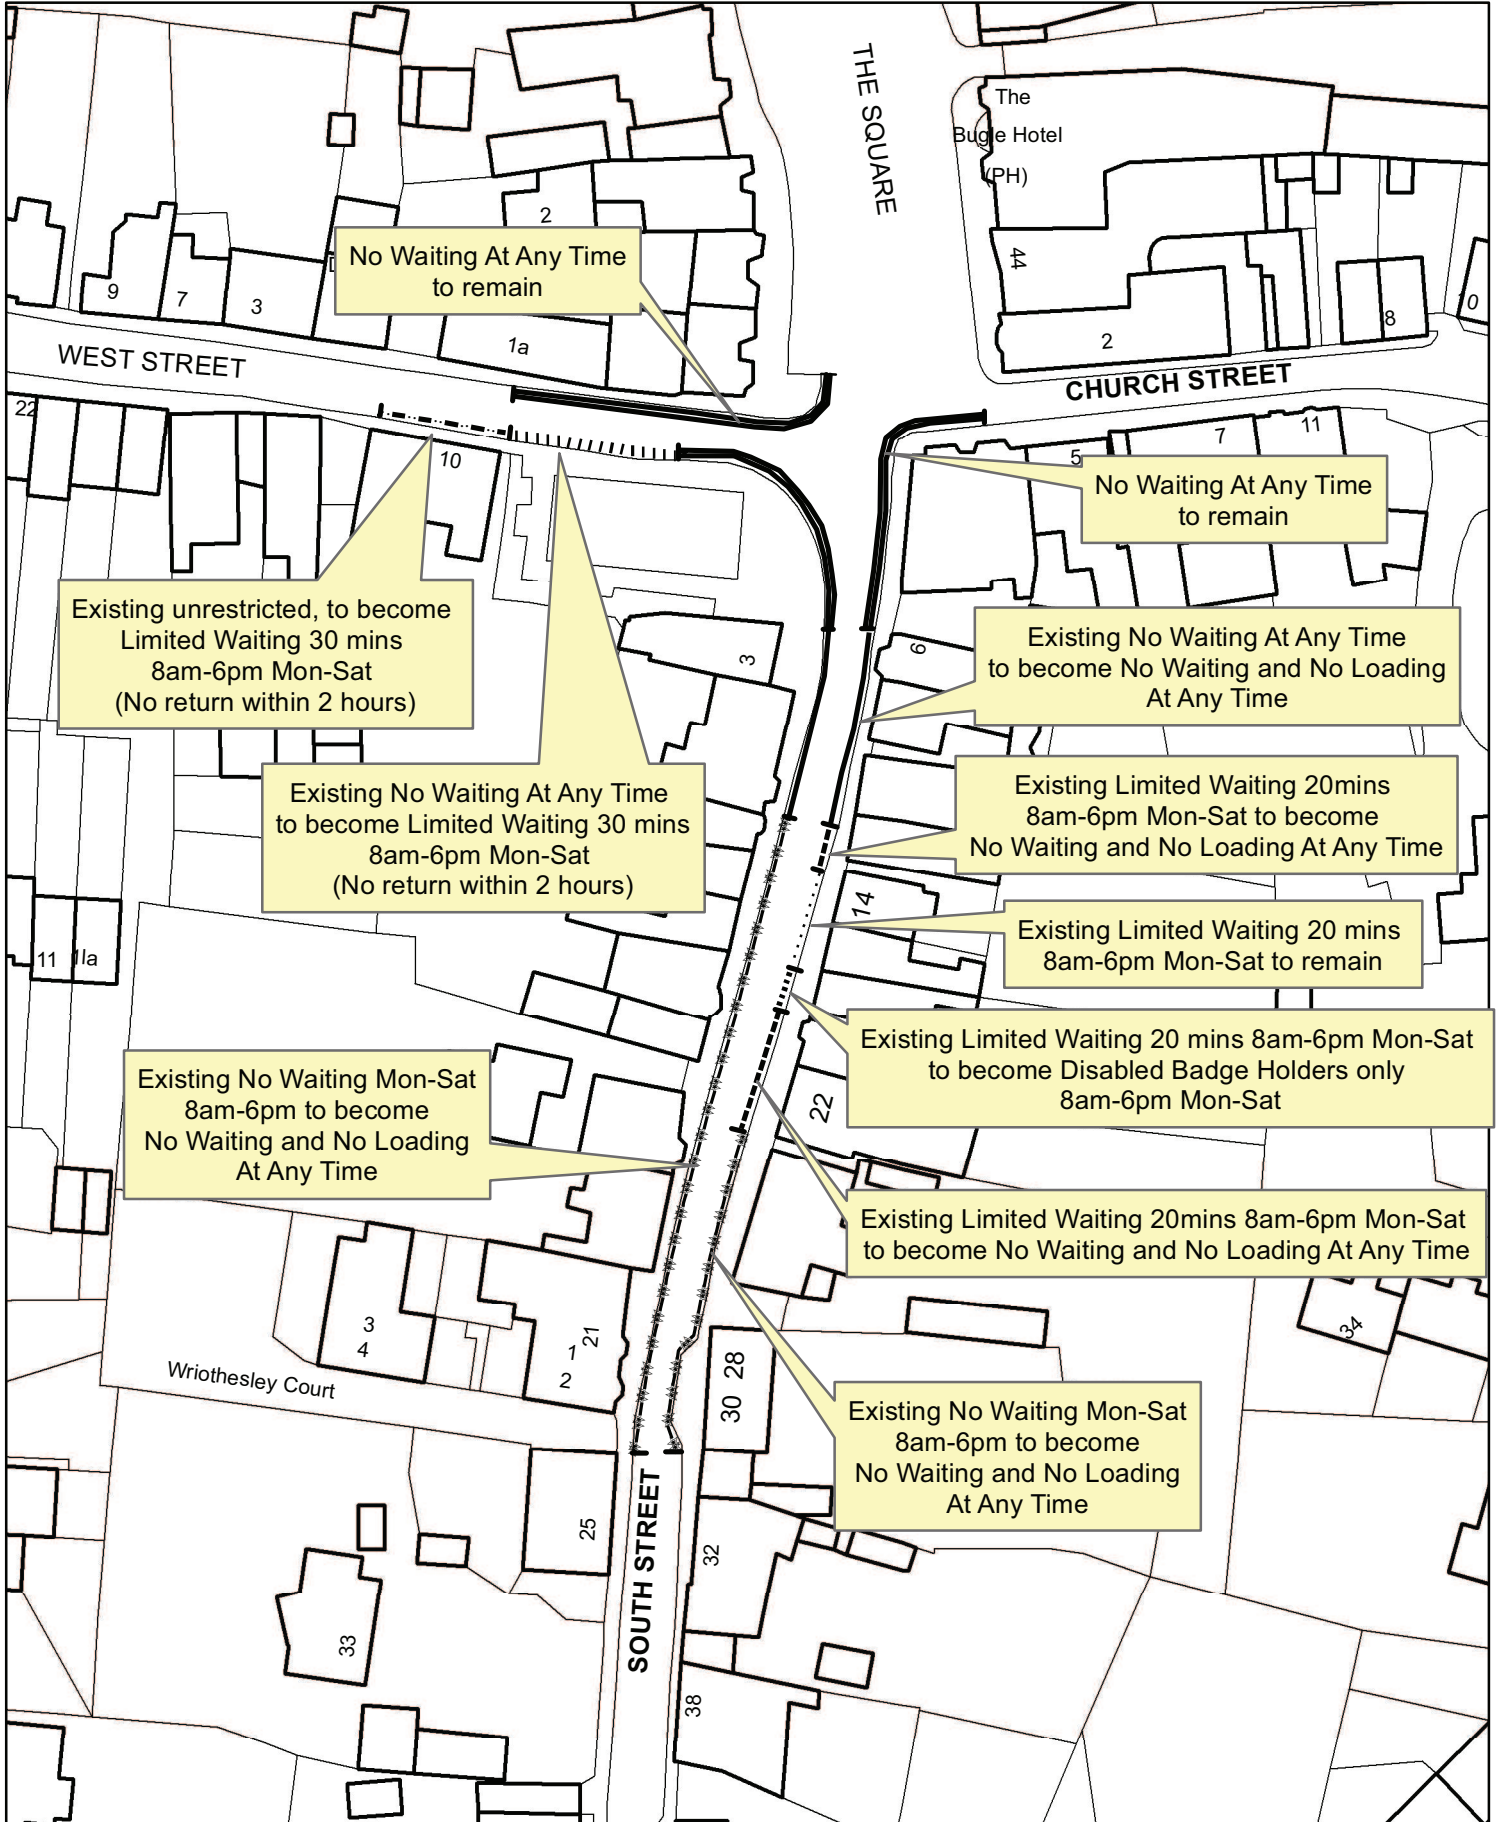 THE SQUARE
The
Bugle Hotel
(PH)
2
44
No Waiting At Any Time
to remain
9
7
3
1a
2
8
10
WEST STREET
CHURCH STREET
22
10
5
7
11
No Waiting At Any Time
to remain
Existing unrestricted, to become
Limited Waiting 30 mins
8am-6pm Mon-Sat
(No return within 2 hours)
3
6
Existing No Waiting At Any Time
to become No Waiting and No Loading
At Any Time
Existing No Waiting At Any Time
to become Limited Waiting 30 mins
8am-6pm Mon-Sat
(No return within 2 hours)
Existing Limited Waiting 20mins
8am-6pm Mon-Sat to become
No Waiting and No Loading At Any Time
14
Existing Limited Waiting 20 mins
8am-6pm Mon-Sat to remain
11
Existing Limited Waiting 20 mins 8am-6pm Mon-Sat
to become Disabled Badge Holders only
8am-6pm Mon-Sat
Existing No Waiting Mon-Sat
8am-6pm to become
No Waiting and No Loading
At Any Time
22
Existing Limited Waiting 20mins 8am-6pm Mon-Sat
to become No Waiting and No Loading At Any Time
3
4
1
2
21
28
30
34
Wriothesley Court
Existing No Waiting Mon-Sat
8am-6pm to become
No Waiting and No Loading
At Any Time
25
SOUTH STREET
32
33
38